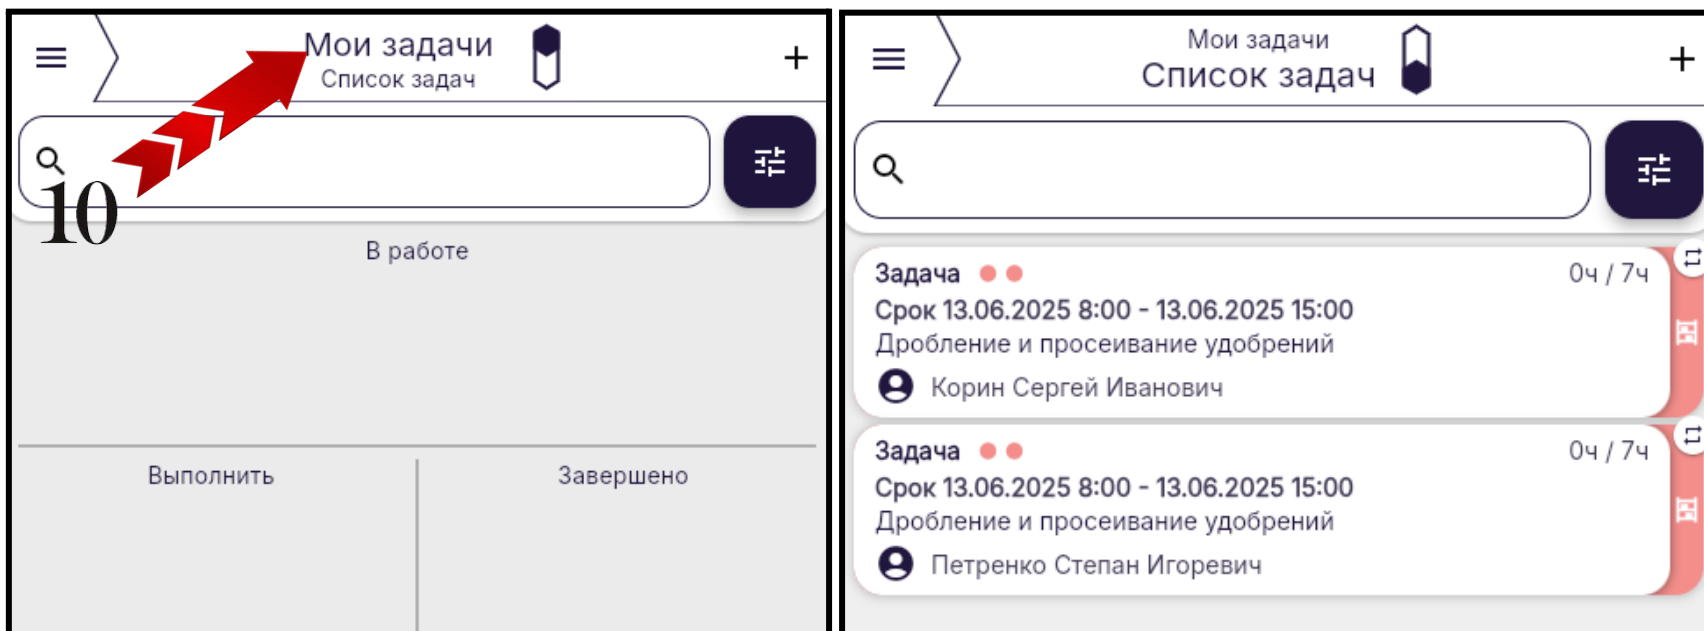 Мои задачи
Список задач
10
В работе
Выполнить
Завершено
Мои задачи
Список задач
Задача
0ч / 7ч
Срок 13.06.2025 8:00 - 13.06.2025 15:00
Дробление и просеивание удобрений
Корин Сергей Иванович
Задача
0ч / 7ч
Срок 13.06.2025 8:00 - 13.06.2025 15:00
Дробление и просеивание удобрений
Петренко Степан Игоревич